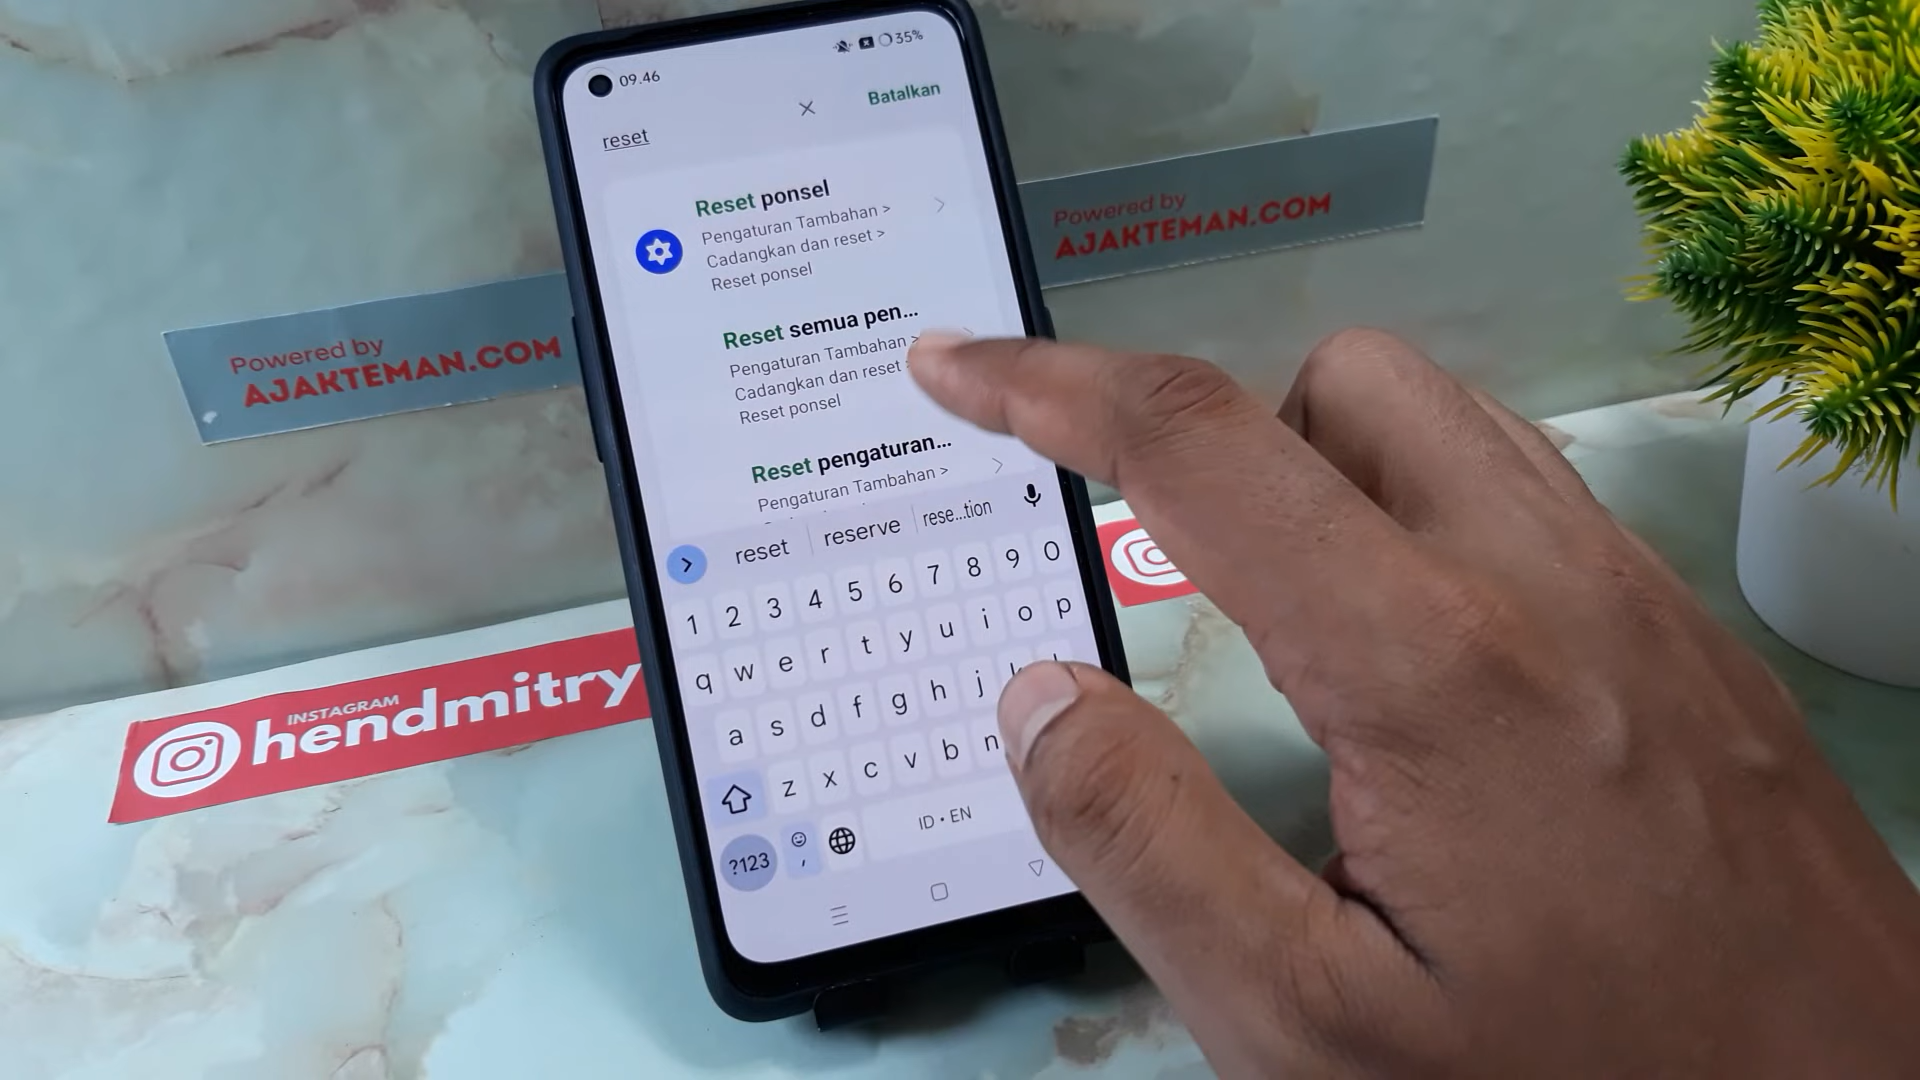 09.46
35%
Batalkan
reset
Reset ponsel
Pengaturan Tambahan >
Cadangkan dan reset >
Reset ponsel
Reset semua pen...
Pengaturan Tambahan >
Cadangkan dan reset >
Reset ponsel
Reset pengaturan...
Pengaturan Tambahan >
reset reserve rese...tion
1 2 3 4 5 6 7 8 9 0
q w e r t y u i o p
a s d f g h j
z x c v b n
?123 , ID • EN
Powered by
AJAKTEMAN.COM
Powered by
AJAKTEMAN.COM
INSTAGRAM
hendmitry